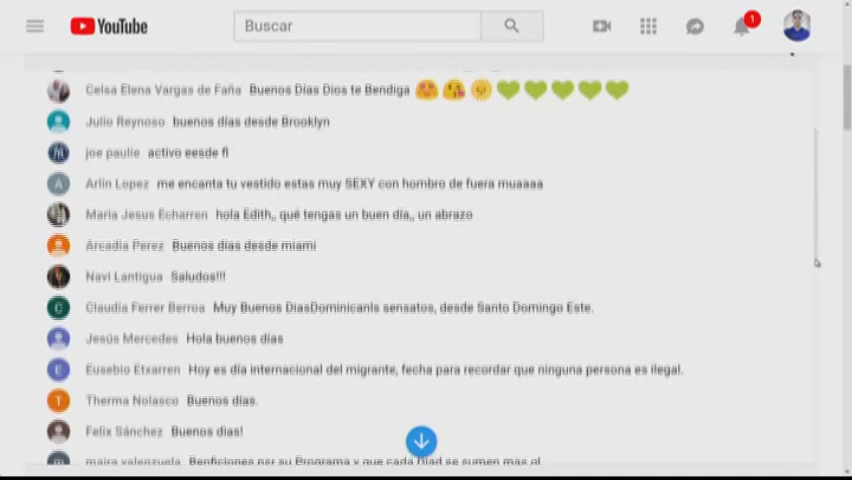 YouTube
Buscar
1
Celsa Elena Vargas de Faña Buenos Días Dios te Bendiga
Julio Reynoso buenos días desde Brooklyn
joe paulie activo eesde fl
A Arlin Lopez me encanta tu vestido estas muy SEXY con hombro de fuera muaaaa
Maria Jesus Echarren hola Edith,, qué tengas un buen día,, un abrazo
Arcadia Perez Buenos días desde miami
Navi Lantigua Saludos!!!
C Claudia Ferrer Berroa Muy Buenos DiasDominicanls sensatos, desde Santo Domingo Este.
Jesús Mercedes Hola buenos días
E Eusebio Etxarren Hoy es día internacional del migrante, fecha para recordar que ninguna persona es ilegal.
T Therma Nolasco Buenos días.
Felix Sánchez Buenos dias!
m maira valenzuela por su Programa y que cada se sumen mas